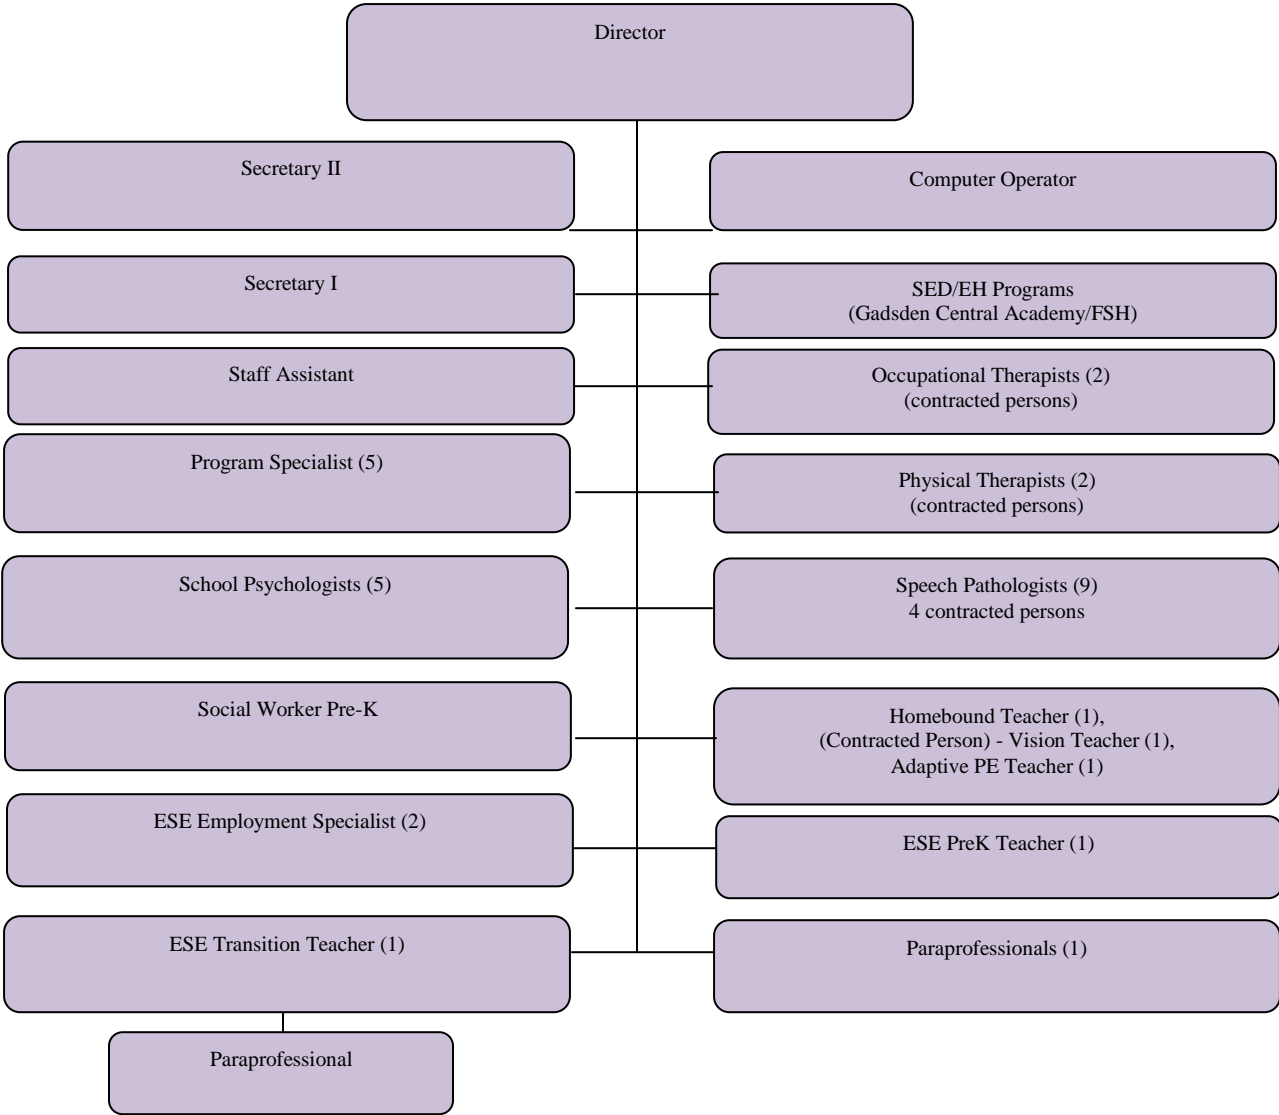 Director
Secretary II
Computer Operator
Secretary I
SED/EH Programs
(Gadsden Central Academy/FSH)
Staff Assistant
Occupational Therapists (2)
(contracted persons)
Program Specialist (5)
Physical Therapists (2)
(contracted persons)
School Psychologists (5)
Speech Pathologists (9)
4 contracted persons
Social Worker Pre-K
Homebound Teacher (1),
(Contracted Person) - Vision Teacher (1),
Adaptive PE Teacher (1)
ESE Employment Specialist (2)
ESE PreK Teacher (1)
ESE Transition Teacher (1)
Paraprofessionals (1)
Paraprofessional